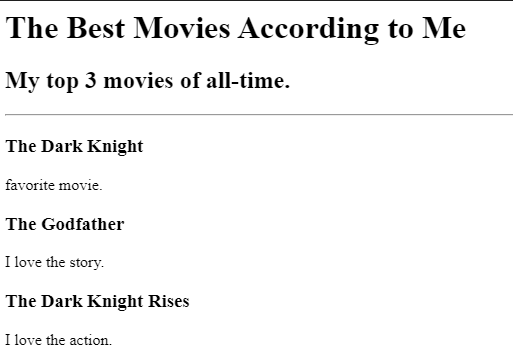 The Best Movies According to Me
My top 3 movies of all-time.
The Dark Knight
favorite movie.
The Godfather
I love the story.
The Dark Knight Rises
I love the action.